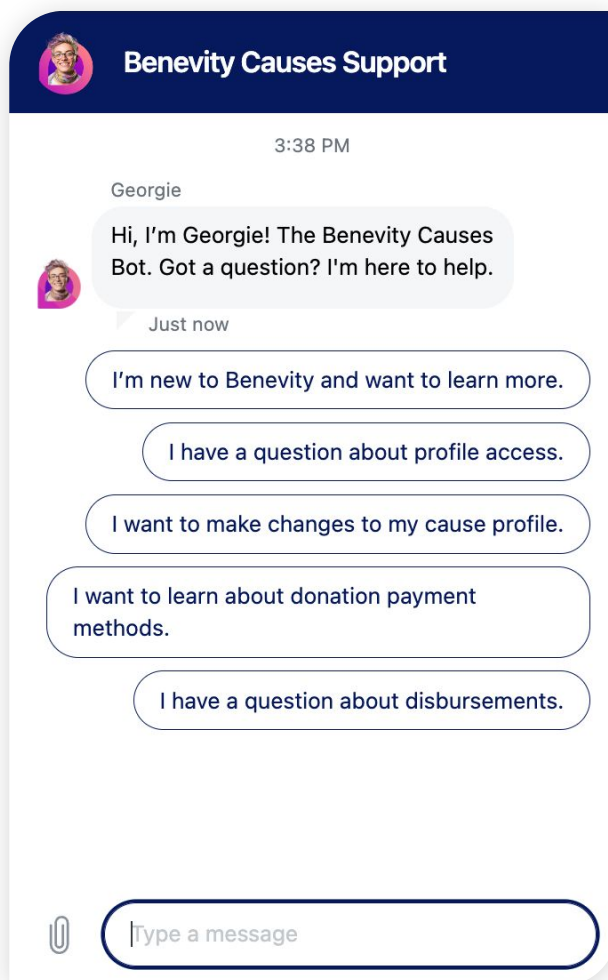 Benevity Causes Support
3:38 PM
Georgie
Hi, I’m Georgie! The Benevity Causes
Bot. Got a question? I'm here to help.
Just now
I’m new to Benevity and want to learn more.
I have a question about profile access.
I want to make changes to my cause profile.
I want to learn about donation payment
methods.
I have a question about disbursements.
Type a message